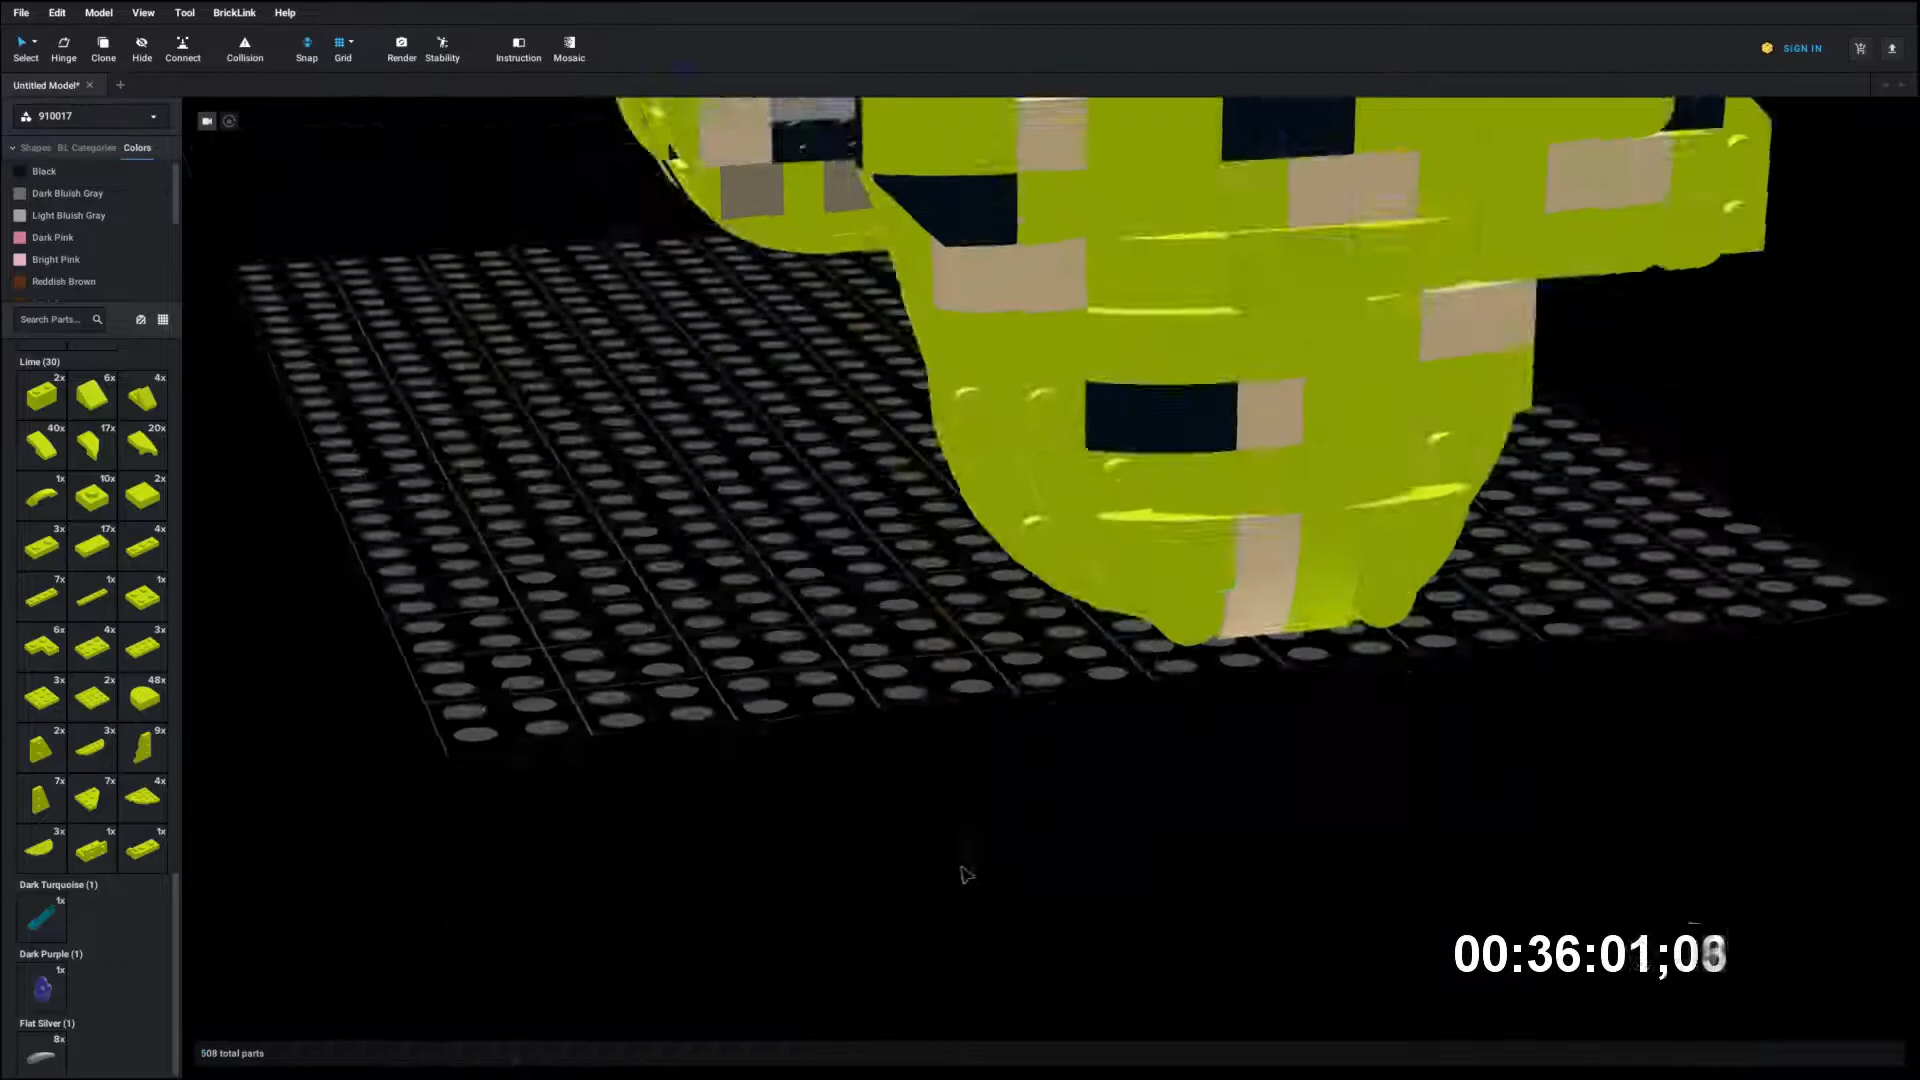 File Edit Model View Tool BrickLink Help
Select Hinge Clone Hide Connect Collision Snap Grid Render Stability Instruction Mosaic SIGN IN
Untitled Model*
910017
Shapes BL Categories Colors
Black
Dark Bluish Gray
Light Bluish Gray
Dark Pink
Bright Pink
Reddish Brown
Search Parts...
Lime (30)
2x 6x 4x
40x 17x 20x
1x 10x 2x
3x 17x 4x
7x 1x 1x
6x 4x 3x
3x 2x 48x
2x 3x 9x
7x 7x 4x
3x 1x 1x
Dark Turquoise (1)
1x
Dark Purple (1)
1x
00:36:01;08
Flat Silver (1)
8x
508 total parts